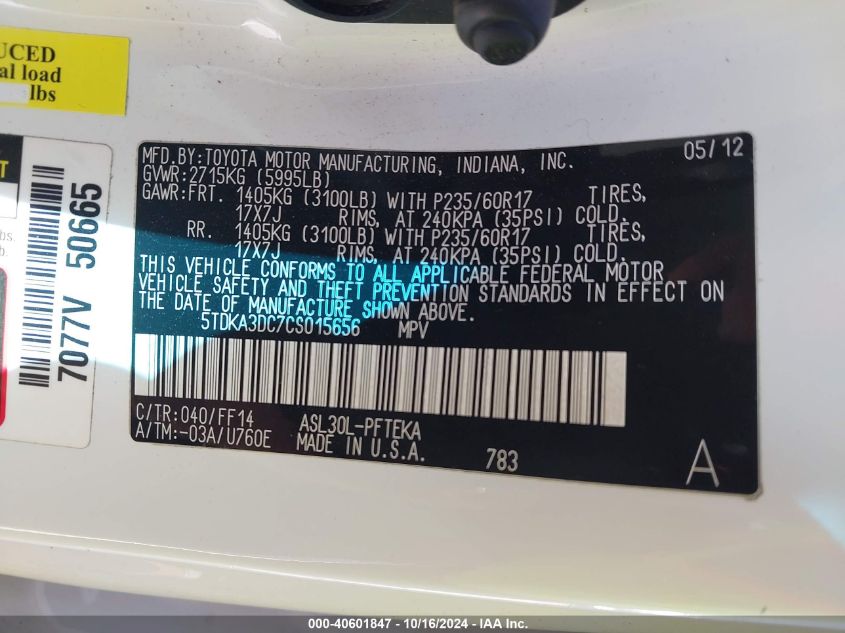 UCED
al load
lbs
T
bs.
b.
7077V 50665
MFD.BY:TOYOTA MOTOR MANUFACTURING, INDIANA, INC. 05/12
GVWR:2715KG (5995LB)
GAWR:FRT. 1405KG (3100LB) WITH P235/60R17 TIRES,
17X7J RIMS, AT 240KPA (35PSI) COLD.
RR. 1405KG (3100LB) WITH P235/60R17 TIRES,
17X7J RIMS, AT 240KPA (35PSI) COLD.
THIS VEHICLE CONFORMS TO ALL APPLICABLE FEDERAL MOTOR
VEHICLE SAFETY AND THEFT PREVENTION STANDARDS IN EFFECT ON
THE DATE OF MANUFACTURE SHOWN ABOVE.
5TDKA3DC7CS015656 MPV
C/TR:040/FF14 ASL30L-PFTEKA
A/TM:-03A/U760E MADE IN U.S.A. 783 A
000-40601847 - 10/16/2024 - IAA Inc.